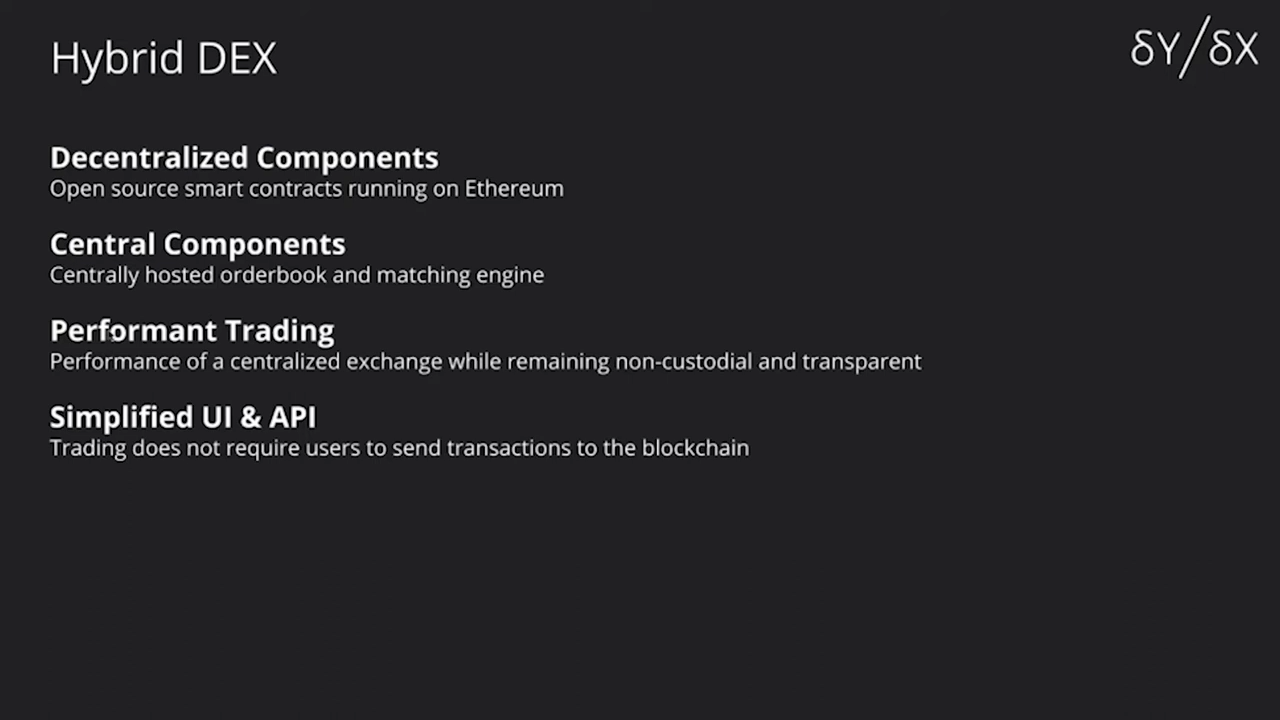 Hybrid DEX
δY/δX
Decentralized Components
Open source smart contracts running on Ethereum
Central Components
Centrally hosted orderbook and matching engine
Performant Trading
Performance of a centralized exchange while remaining non-custodial and transparent
Simplified UI & API
Trading does not require users to send transactions to the blockchain